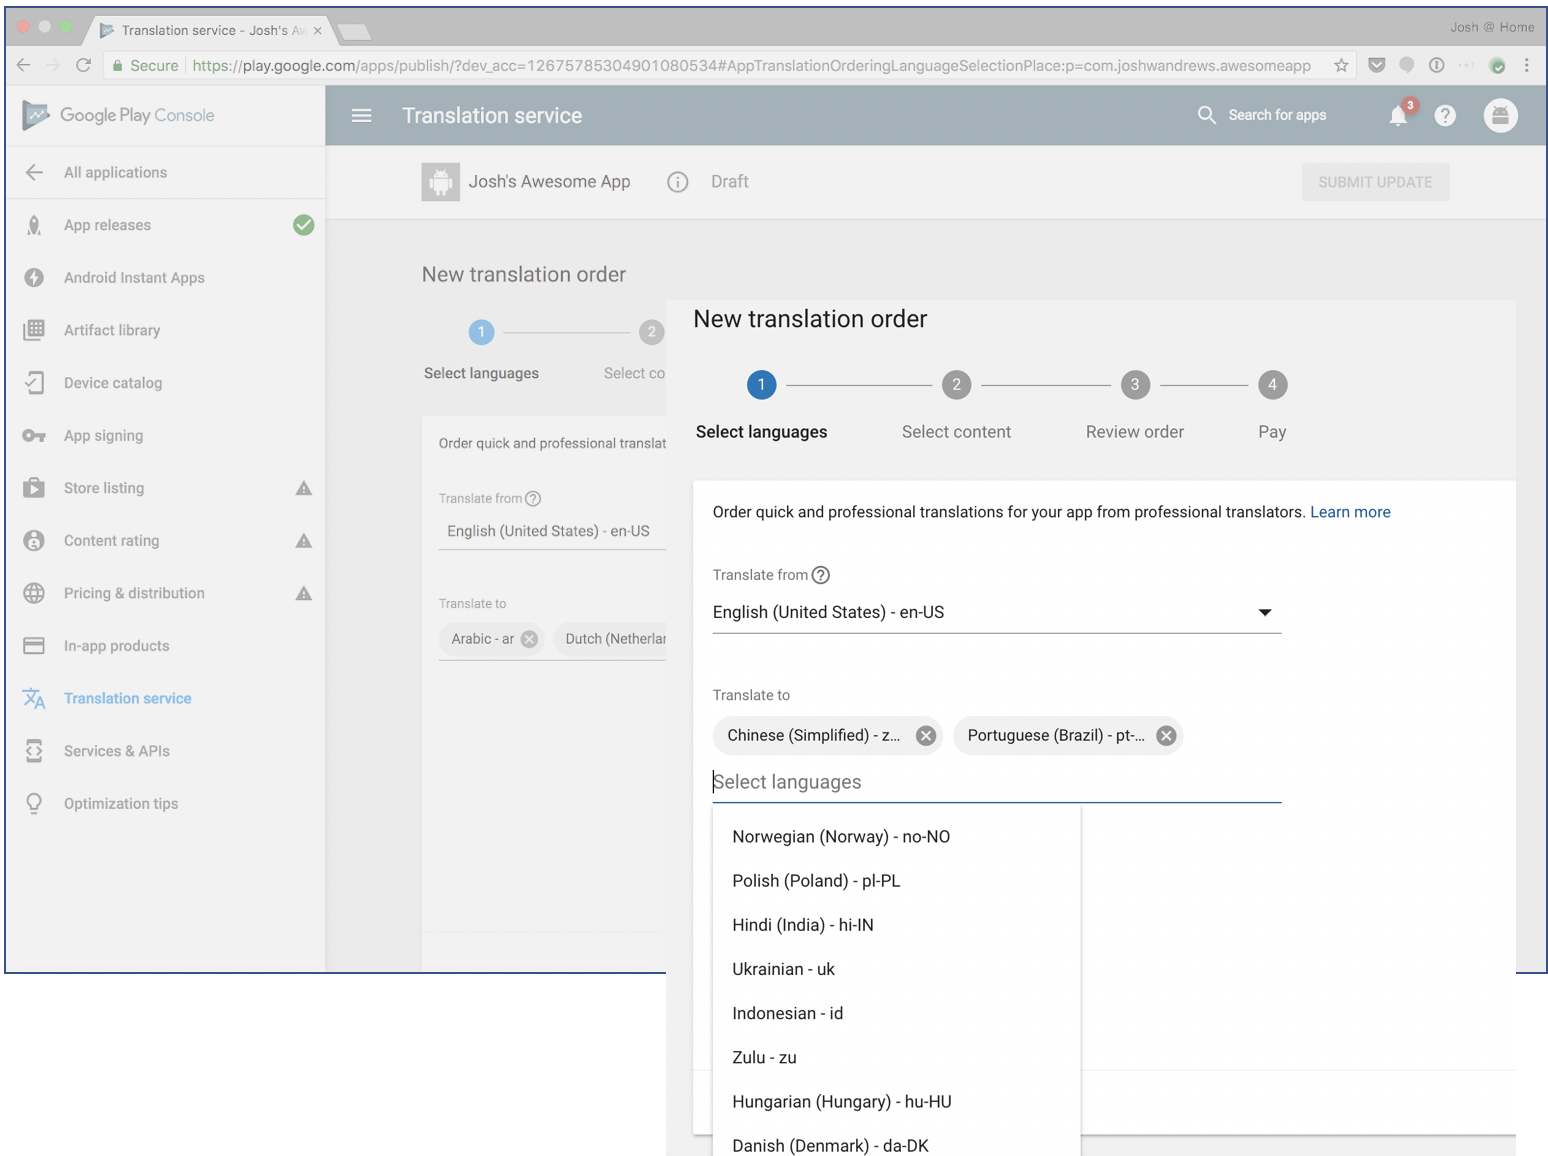 Translation service - Josh's Aw
Josh @ Home
Secure
https://play.google.com/apps/publish/?dev_acc=12675785304901080534#AppTranslationOrderingLanguageSelectionPlace:p=com.joshwandrews.awesomeapp
Google Play Console
Translation service
Search for apps
3
All applications
Josh's Awesome App
Draft
SUBMIT UPDATE
App releases
Android Instant Apps
Artifact library
Device catalog
App signing
Store listing
Content rating
Pricing & distribution
In-app products
Translation service
Services & APIs
Optimization tips
New translation order
1
2
Select languages
Select co
Order quick and professional translat
Translate from
English (United States) - en-US
Translate to
Arabic - ar
Dutch (Netherlar
New translation order
1
2
3
4
Select languages
Select content
Review order
Pay
Order quick and professional translations for your app from professional translators. Learn more
Translate from
English (United States) - en-US
Translate to
Chinese (Simplified) - z...
Portuguese (Brazil) - pt-...
Select languages
Norwegian (Norway) - no-NO
Polish (Poland) - pl-PL
Hindi (India) - hi-IN
Ukrainian - uk
Indonesian - id
Zulu - zu
Hungarian (Hungary) - hu-HU
Danish (Denmark) - da-DK